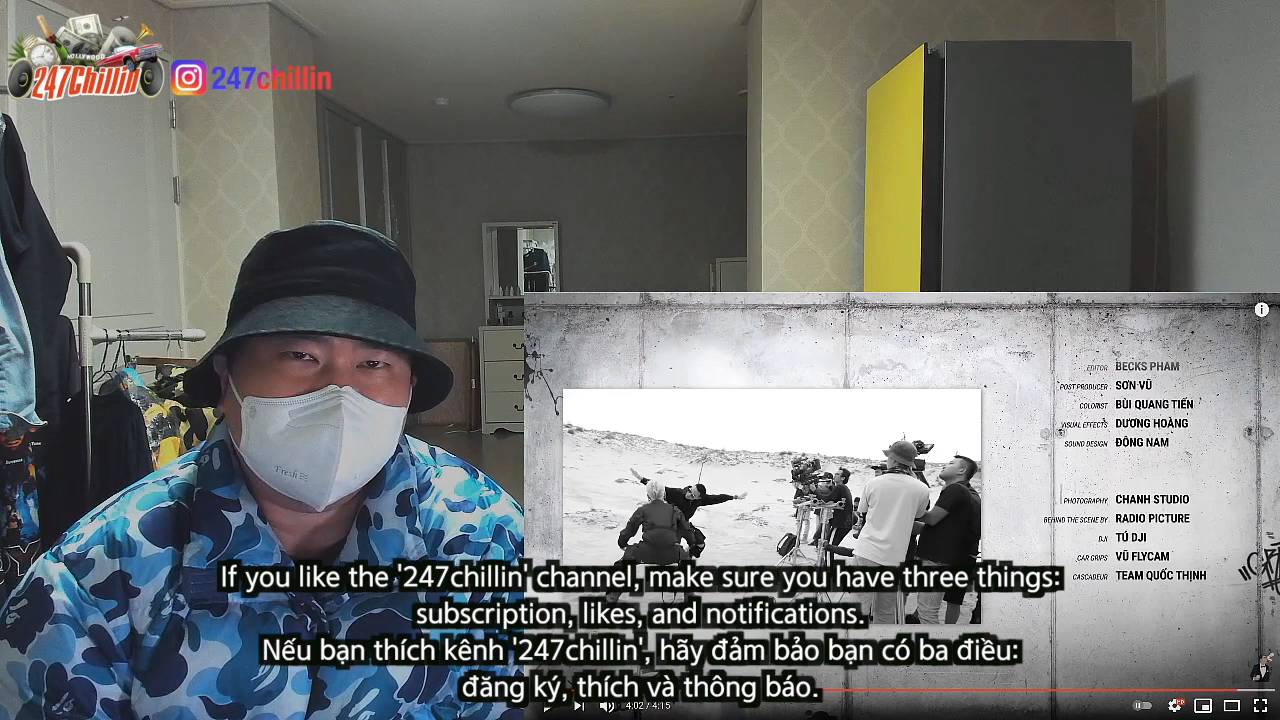 HOLLYWOOD
247Chillin
247chillin
EDITOR BECKS PHAM
POST PRODUCER SƠN VŨ
COLORIST BÙI QUANG TIẾN
VISUAL EFFECTS DƯƠNG HOÀNG
SOUND DESIGN ĐÔNG NAM
PHOTOGRAPHY CHANH STUDIO
BEHIND THE SCENE BY RADIO PICTURE
DJ TÚ DJI
CAR GRIPS VŨ FLYCAM
CASCADEUR TEAM QUỐC THỊNH
If you like the '247chillin' channel, make sure you have three things:
subscription, likes, and notifications.
Nếu bạn thích kênh '247chillin', hãy đảm bảo bạn có ba điều:
đăng ký, thích và thông báo.
4:02 / 4:15